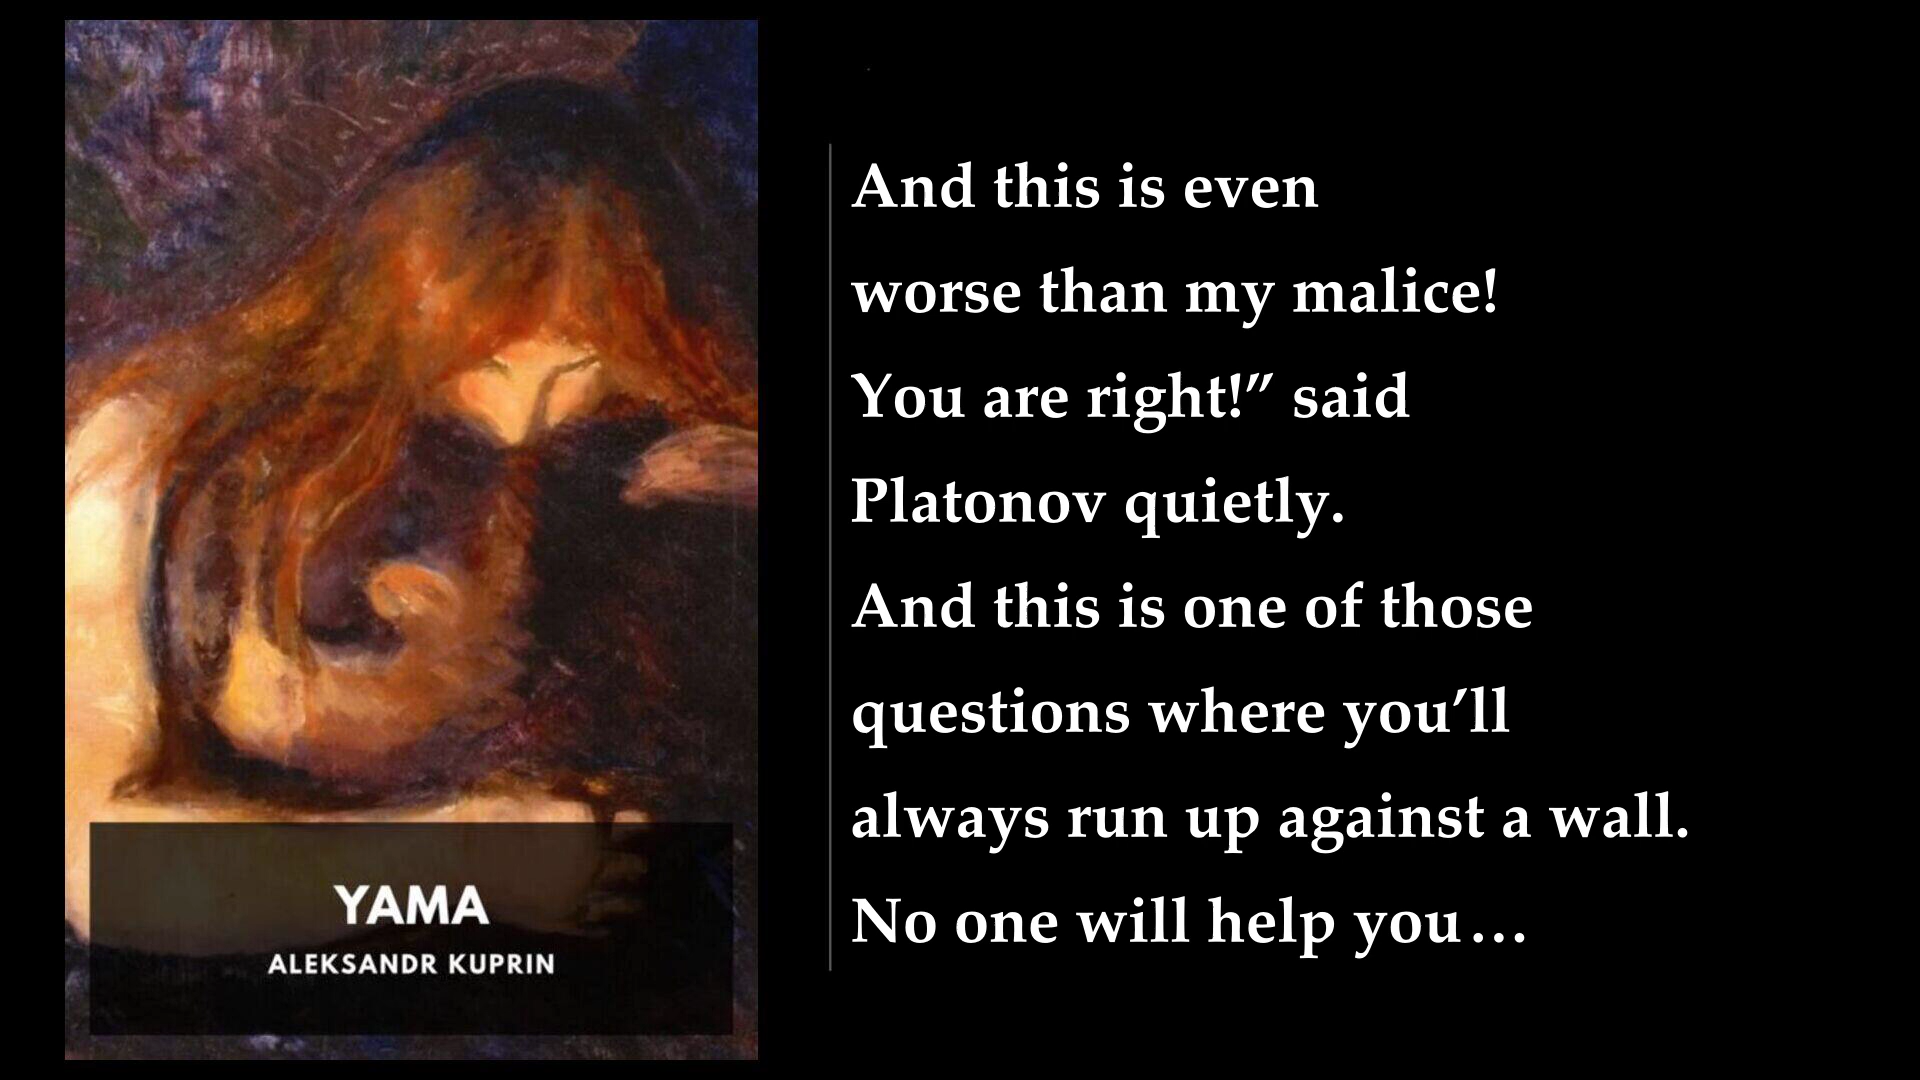 YAMA
ALEKSANDR KUPRIN
And this is even
worse than my malice!
You are right!” said
Platonov quietly.
And this is one of those
questions where you’ll
always run up against a wall.
No one will help you…